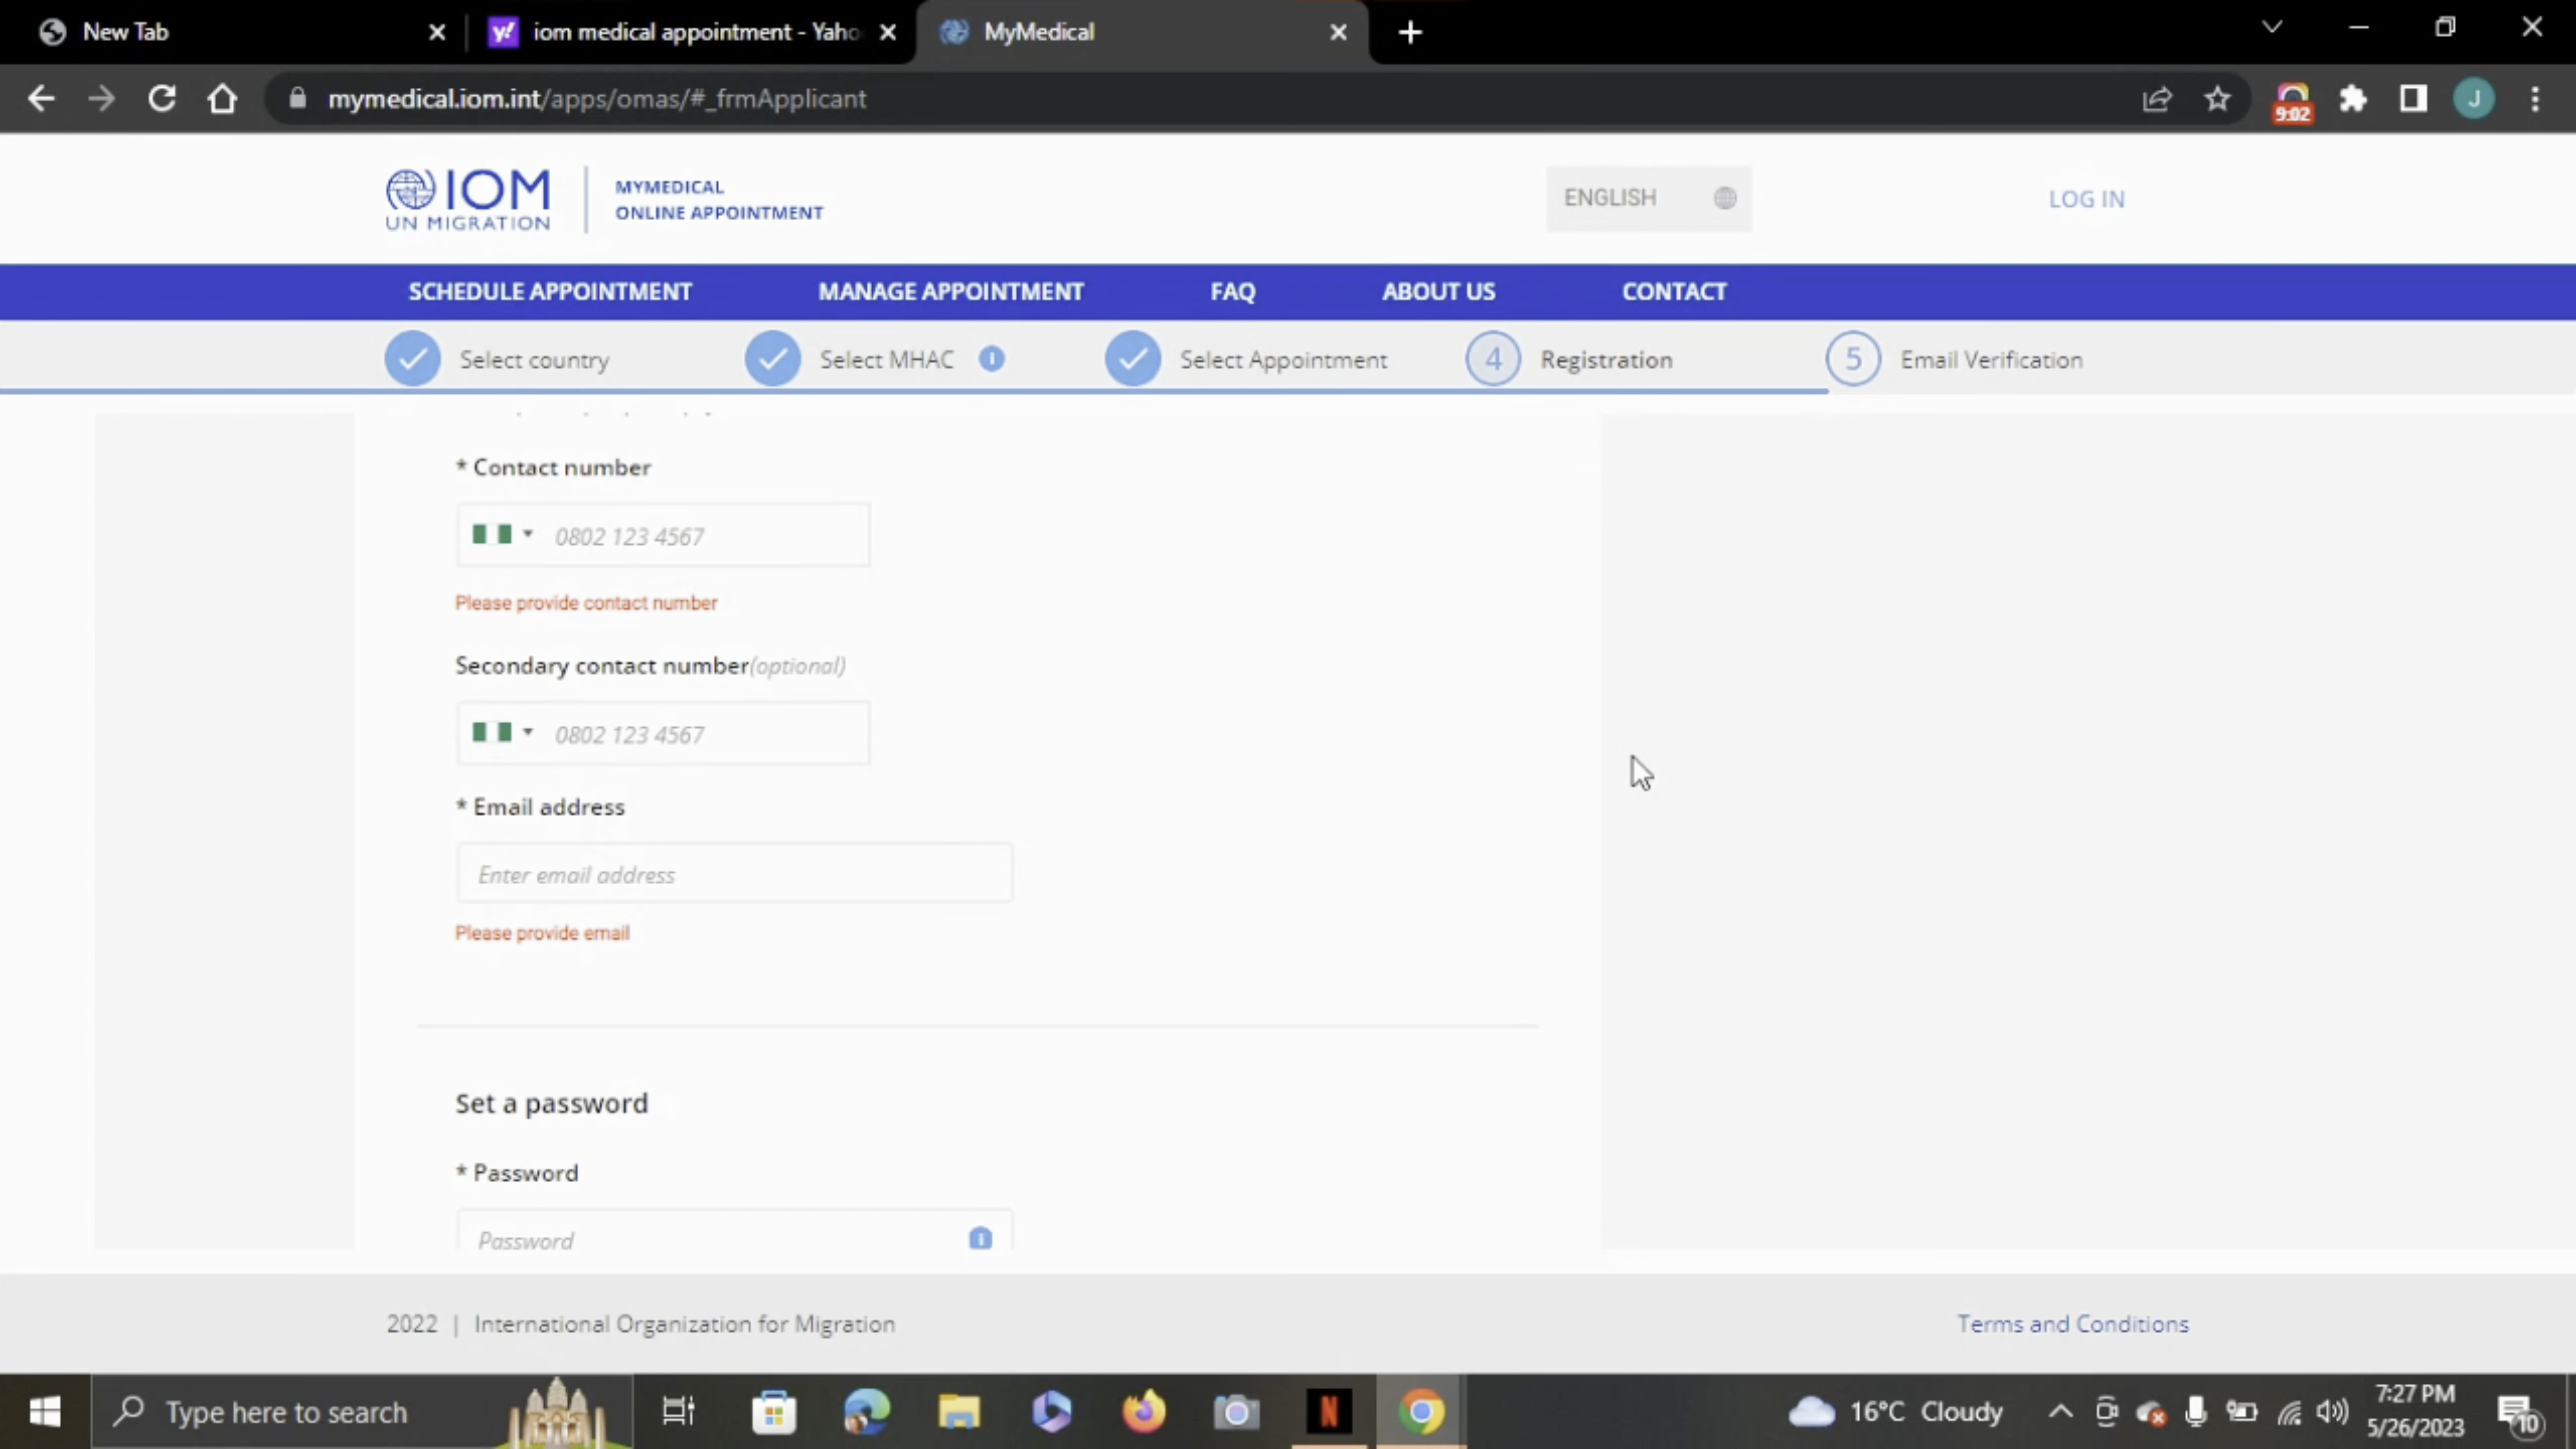 New Tab
iom medical appointment - Yaho
MyMedical
mymedical.iom.int/apps/omas/#_frmApplicant
9:02
J
IOM
UN MIGRATION
MYMEDICAL
ONLINE APPOINTMENT
ENGLISH
LOG IN
SCHEDULE APPOINTMENT MANAGE APPOINTMENT FAQ ABOUT US CONTACT
Select country Select MHAC i Select Appointment 4 Registration 5 Email Verification
* Contact number
0802 123 4567
Please provide contact number
Secondary contact number(optional)
0802 123 4567
* Email address
Enter email address
Please provide email
Set a password
* Password
Password
2022 | International Organization for Migration
Terms and Conditions
Type here to search
N
16°C Cloudy
7:27 PM
5/26/2023
10